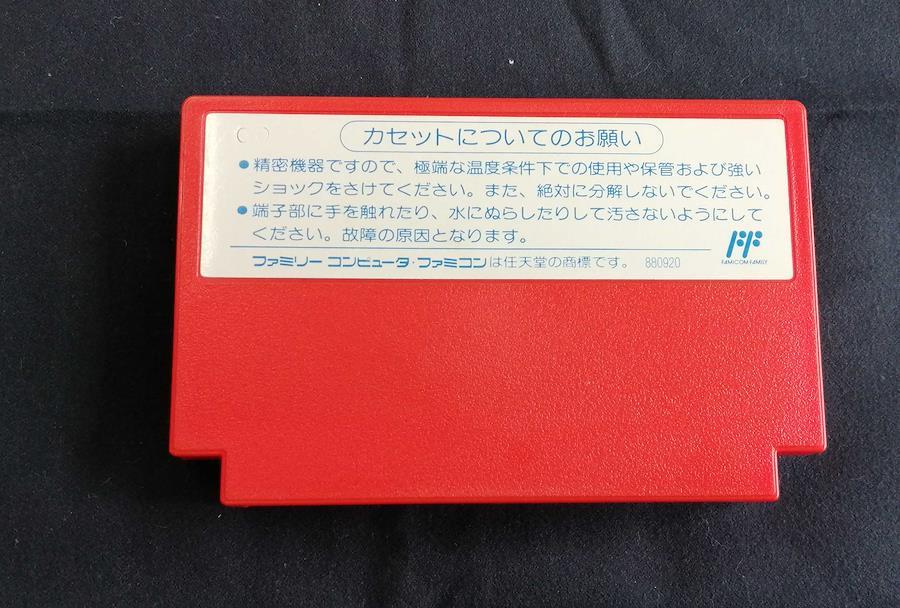 カセットについてのお願い
●精密機器ですので、極端な温度条件下での使用や保管および強い
ショックをさけてください。また、絶対に分解しないでください。
●端子部に手を触れたり、水にぬらしたりして汚さないようにして
ください。故障の原因となります。
ファミリー コンピュータ・ファミコンは任天堂の商標です。 880920
FAMICOM FAMILY